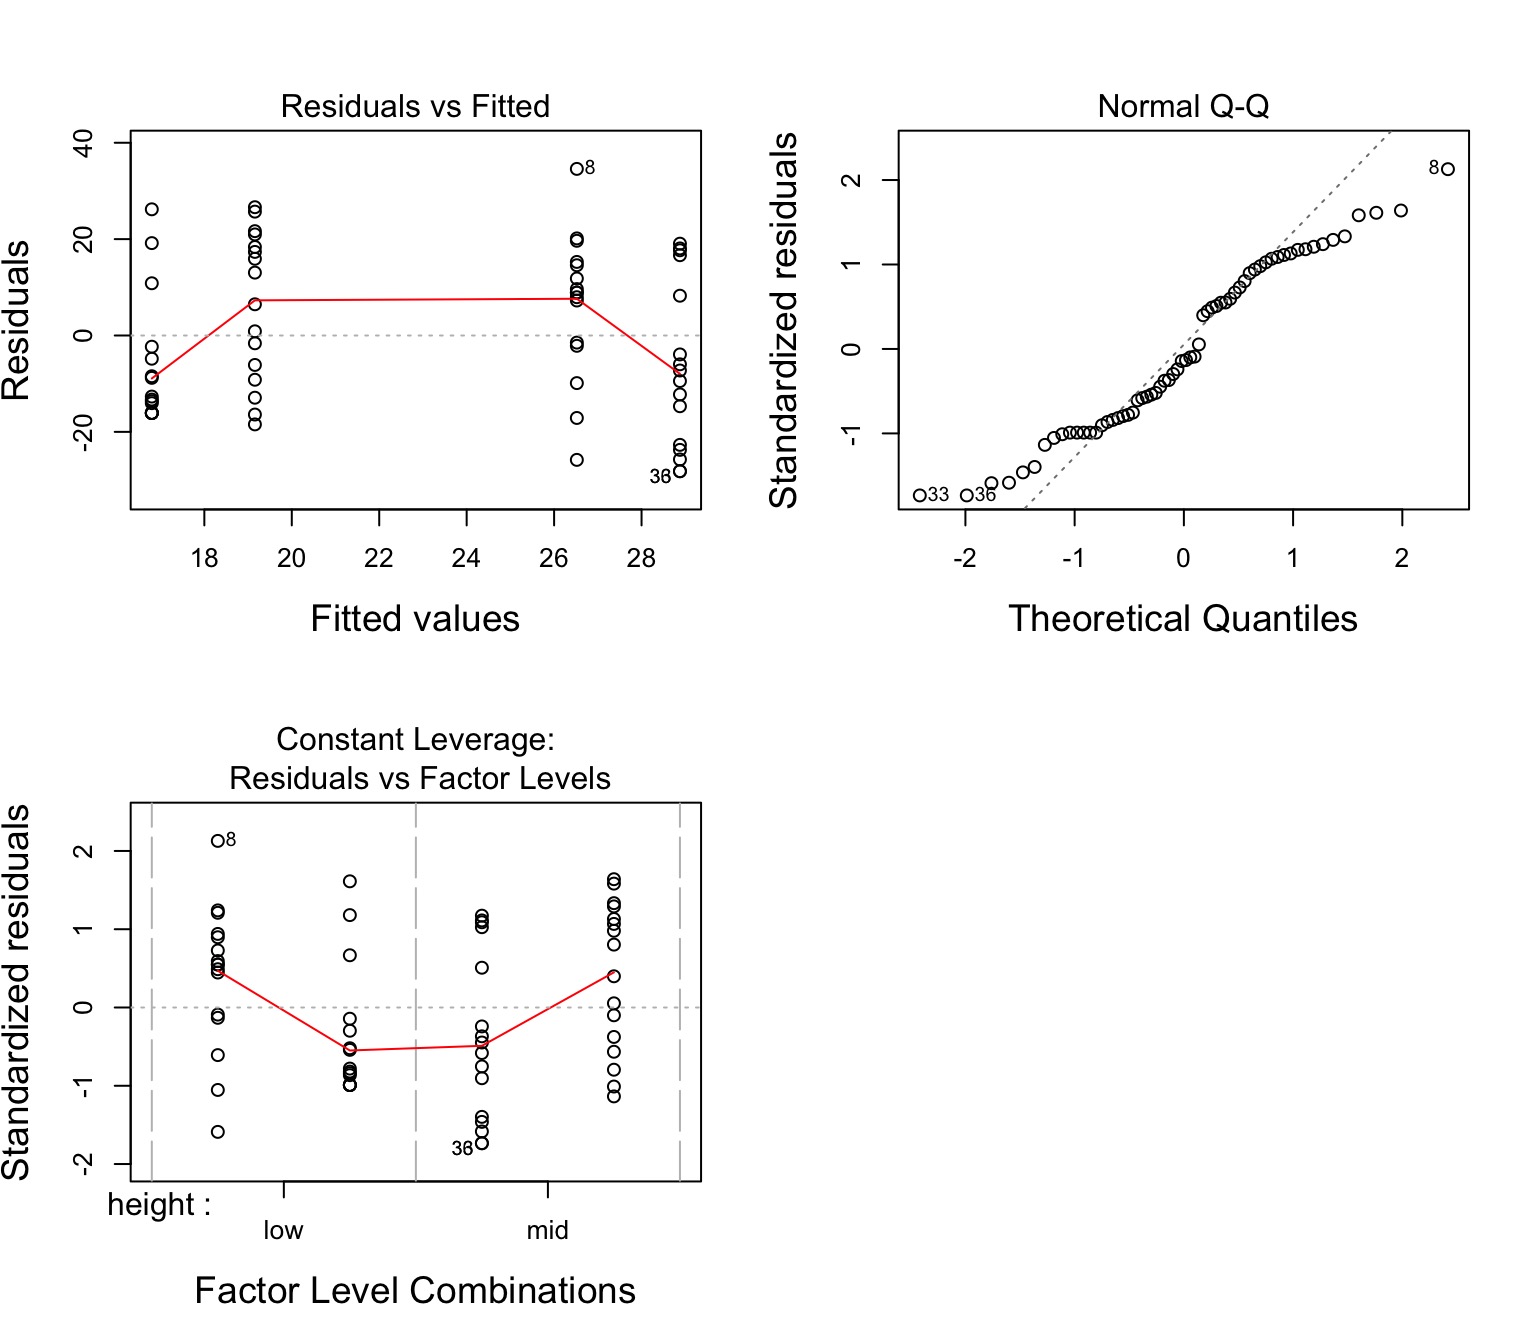 Residuals vs Fitted
Residuals
40
20
0
-20
8
36
18 20 22 24 26 28
Fitted values
Normal Q-Q
Standardized residuals
2
1
0
-1
8
33 36
-2 -1 0 1 2
Theoretical Quantiles
Constant Leverage:
Residuals vs Factor Levels
Standardized residuals
2
1
0
-1
-2
8
36
height :
low mid
Factor Level Combinations